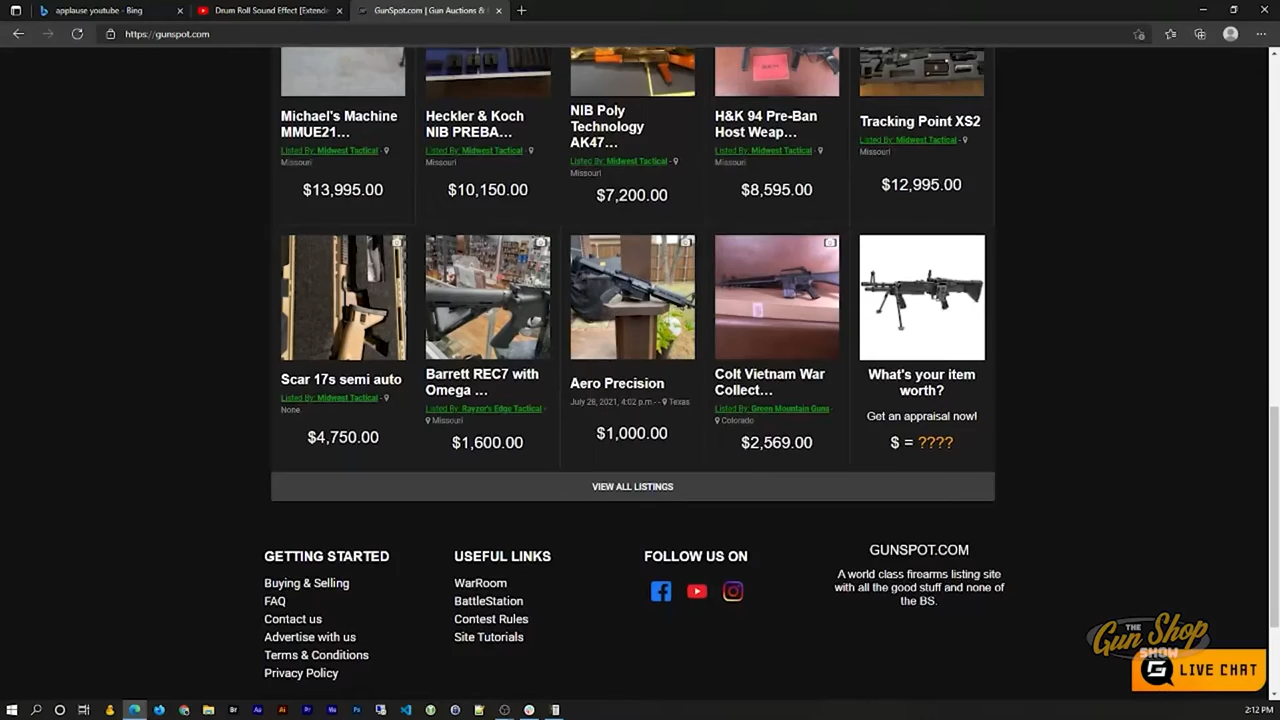 applause youtube - Bing
Drum Roll Sound Effect [Extende
GunSpot.com | Gun Auctions &
https://gunspot.com
Michael's Machine
MMUE21...
Listed By: Midwest Tactical -
Missouri
$13,995.00
Heckler & Koch
NIB PREBA...
Listed By: Midwest Tactical -
Missouri
$10,150.00
NIB Poly
Technology
AK47...
Listed By: Midwest Tactical -
Missouri
$7,200.00
H&K 94 Pre-Ban
Host Weap...
Listed By: Midwest Tactical -
Missouri
$8,595.00
Tracking Point XS2
Listed By: Midwest Tactical -
Missouri
$12,995.00
Scar 17s semi auto
Listed By: Midwest Tactical -
None
$4,750.00
Barrett REC7 with
Omega ...
Listed By: Rayzor's Edge Tactical -
Missouri
$1,600.00
Aero Precision
July 28, 2021, 4:02 p.m.- Texas
$1,000.00
Colt Vietnam War
Collect...
Listed By: Green Mountain Guns -
Colorado
$2,569.00
What's your item
worth?
Get an appraisal now!
$ = ????
VIEW ALL LISTINGS
GETTING STARTED
Buying & Selling
FAQ
Contact us
Advertise with us
Terms & Conditions
Privacy Policy
USEFUL LINKS
WarRoom
BattleStation
Contest Rules
Site Tutorials
FOLLOW US ON
GUNSPOT.COM
A world class firearms listing site
with all the good stuff and none of
the BS.
THE
Gun Shop
SHOW
LIVE CHAT
2:12 PM